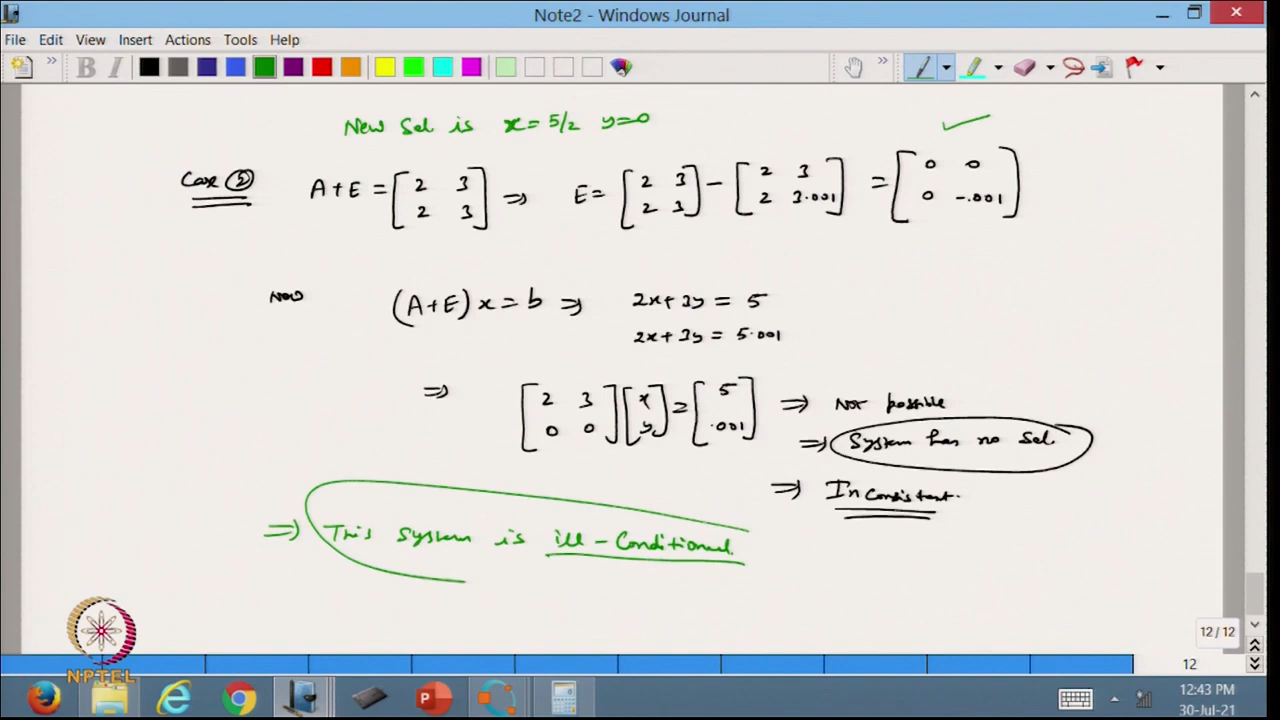 Note2 - Windows Journal
File Edit View Insert Actions Tools Help
New Sol is x = 5/2 y=0
Case ② A+E = [2 3; 2 3] ⇒ E = [2 3; 2 3] - [2 3; 2 3.001] = [0 0; 0 -.001]
Now (A+E)x = b ⇒ 2x+3y = 5
2x+3y = 5.001
⇒ [2 3; 0 0] [x; y] = [5; .001] ⇒ Not possible
⇒ System has no Sol.
⇒ Inconsistent.
⇒ This System is ill-Conditioned.
12 / 12
NPTEL
12
12:43 PM
30-Jul-21